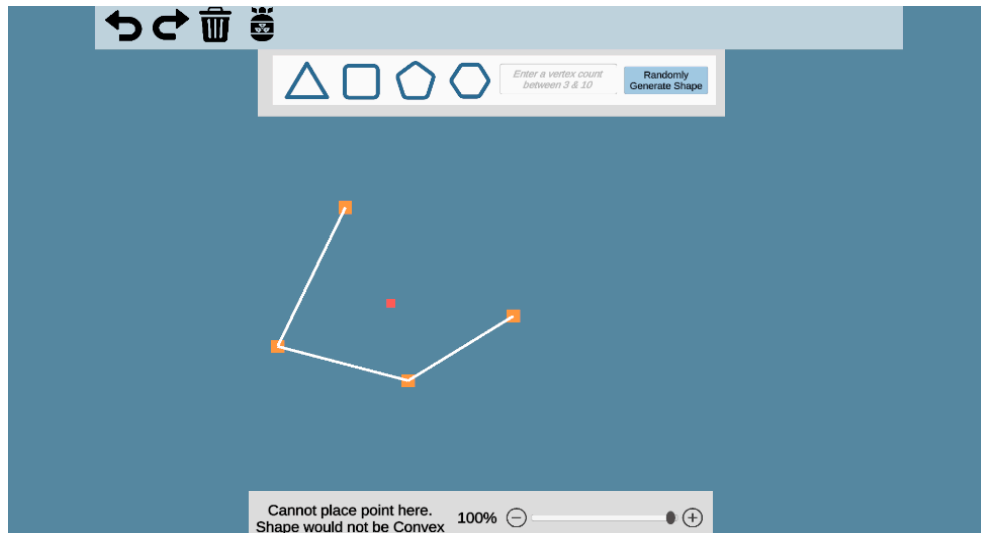 Enter a vertex count
between 3 & 10
Randomly
Generate Shape
Cannot place point here.
Shape would not be Convex
100%